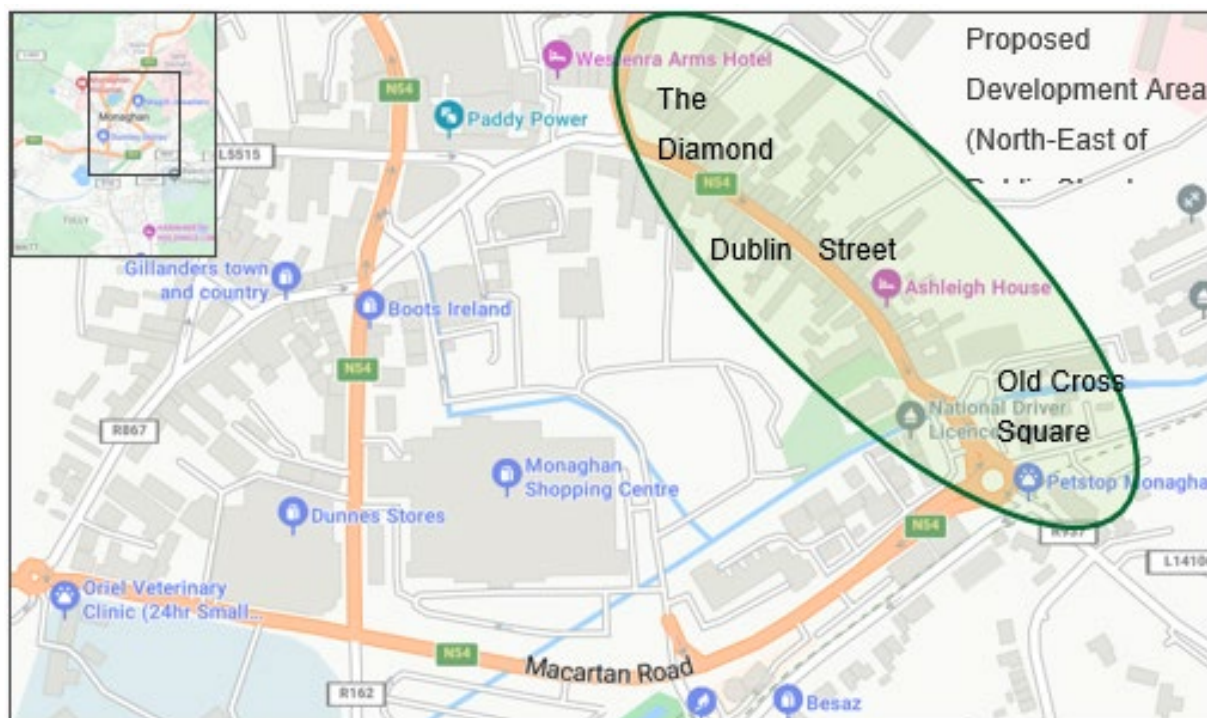 Proposed
Development Area
(North-East of
Westenra Arms Hotel
N54
The
Paddy Power
Diamond
L5515
Monaghan
N54
Dublin Street
Gillanders town
and country
Ashleigh House
Boots Ireland
N54
Old Cross
National Driver
R867
Square
Monaghan
Shopping Centre
Petstop Monagha
Dunnes Stores
N54
R937
L1410
Oriel Veterinary
Clinic (24hr Small...
N54
Macartan Road
R162
Besaz